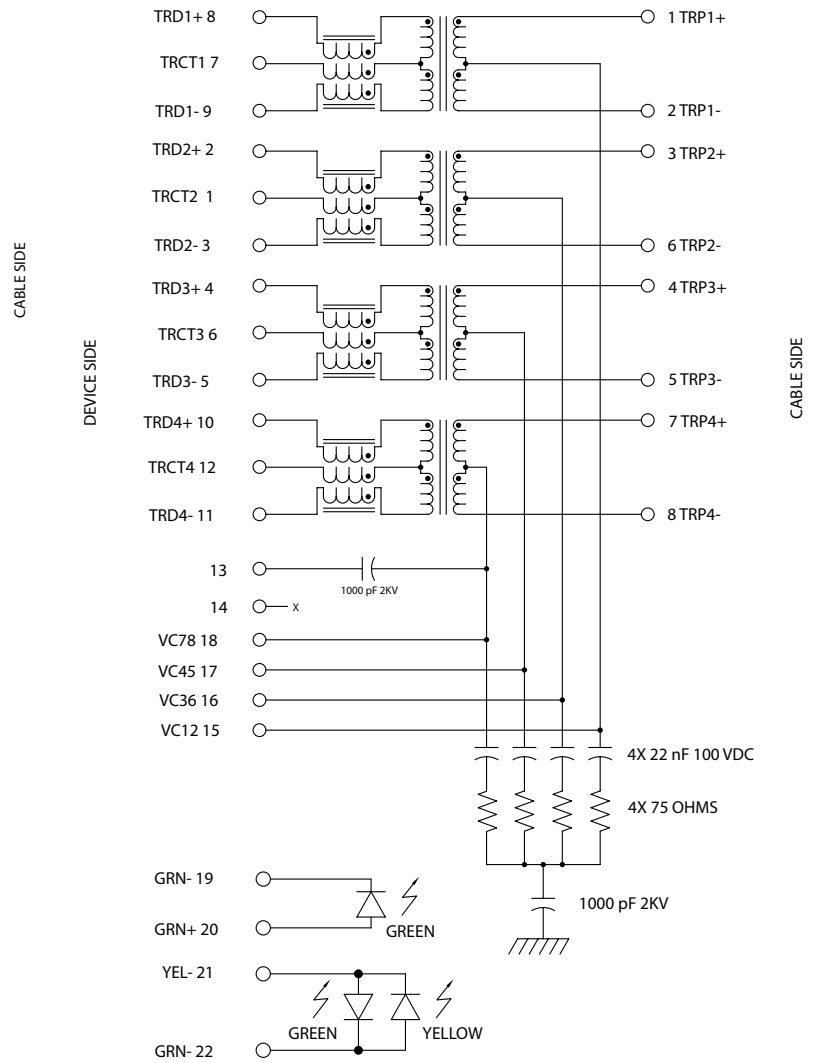 TRD1+ 8
1 TRP1+
TRCT1 7
TRD1- 9
2 TRP1-
TRD2+ 2
3 TRP2+
TRCT2 1
TRD2- 3
6 TRP2-
TRD3+ 4
4 TRP3+
TRCT3 6
TRD3- 5
5 TRP3-
TRD4+ 10
7 TRP4+
TRCT4 12
TRD4- 11
8 TRP4-
CABLE SIDE
DEVICE SIDE
CABLE SIDE
13
1000 pF 2KV
14
X
VC78 18
VC45 17
VC36 16
VC12 15
4X 22 nF 100 VDC
4X 75 OHMS
1000 pF 2KV
GRN- 19
GRN+ 20
GREEN
YEL- 21
GREEN
YELLOW
GRN- 22